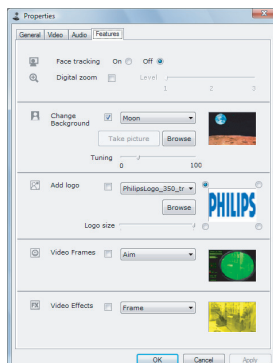 Properties
General Video Audio Features
Face tracking On Off
Digital zoom Level
1 2 3
Change Background Moon
Take picture Browse
Tuning
0 100
Add logo PhilipsLogo_350_tr
Browse
PHILIPS
Logo size
Video Frames Aim
FX Video Effects Frame
OK Cancel Apply